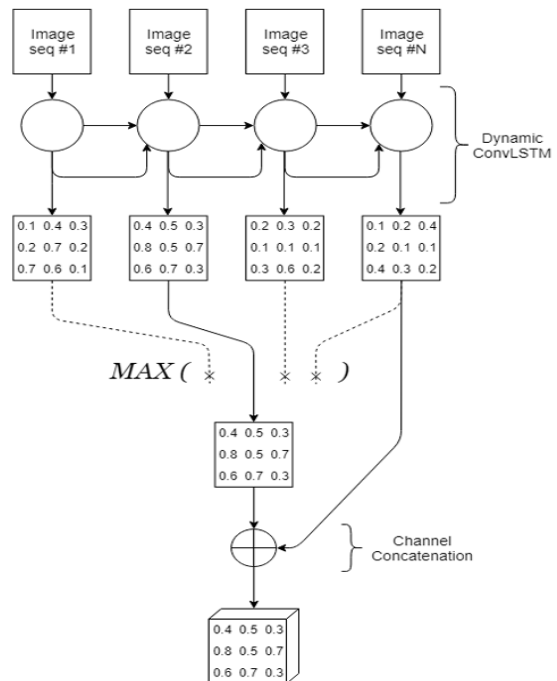 Image seq #1
Image seq #2
Image seq #3
Image seq #N
Dynamic ConvLSTM
0.1 0.4 0.3
0.2 0.7 0.2
0.7 0.6 0.1
0.4 0.5 0.3
0.8 0.5 0.7
0.6 0.7 0.3
0.2 0.3 0.2
0.1 0.1 0.1
0.3 0.6 0.2
0.1 0.2 0.4
0.2 0.1 0.1
0.4 0.3 0.2
MAX ( )
0.4 0.5 0.3
0.8 0.5 0.7
0.6 0.7 0.3
Channel
Concatenation
0.4 0.5 0.3
0.8 0.5 0.7
0.6 0.7 0.3